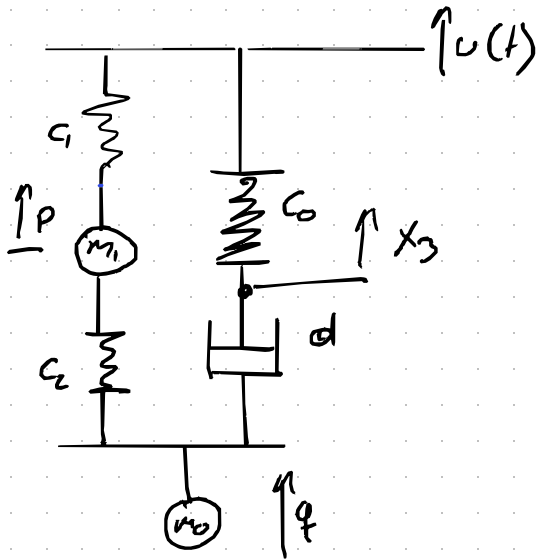 u(t)
C₁
C₀
p
x₃
m₁
d
C₂
m₀
q